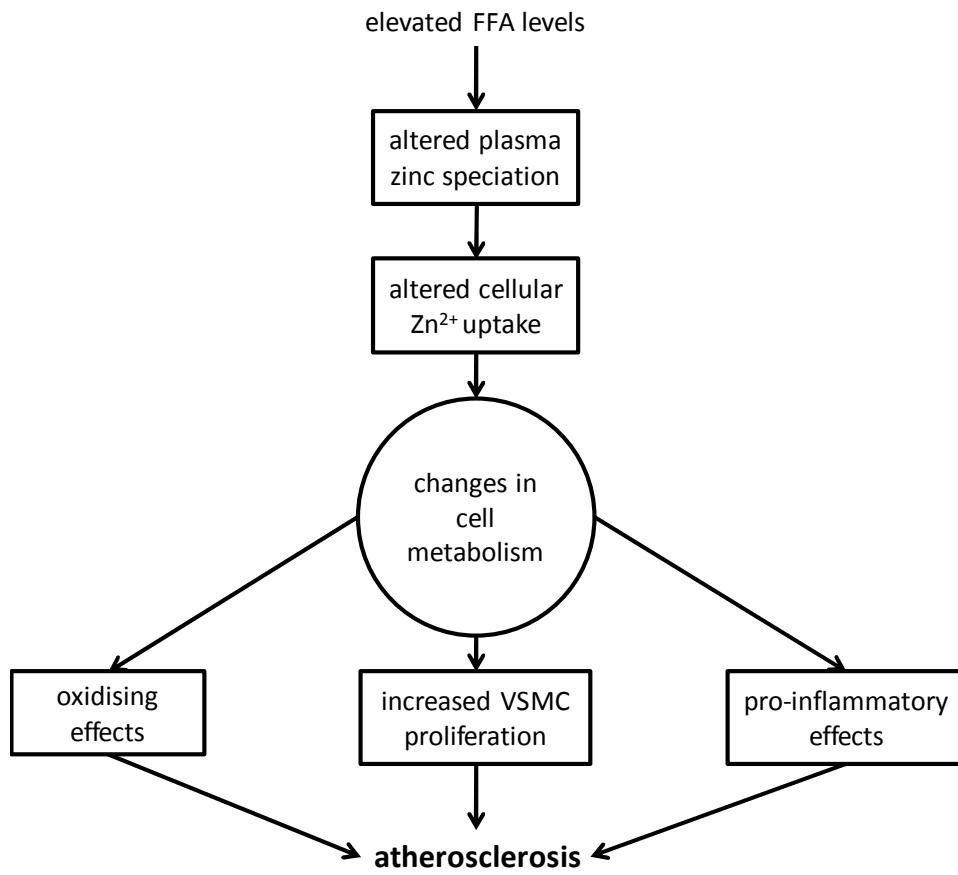 elevated FFA levels
altered plasma
zinc speciation
altered cellular
Zn²⁺ uptake
changes in
cell
metabolism
oxidising
effects
increased VSMC
proliferation
pro-inflammatory
effects
atherosclerosis